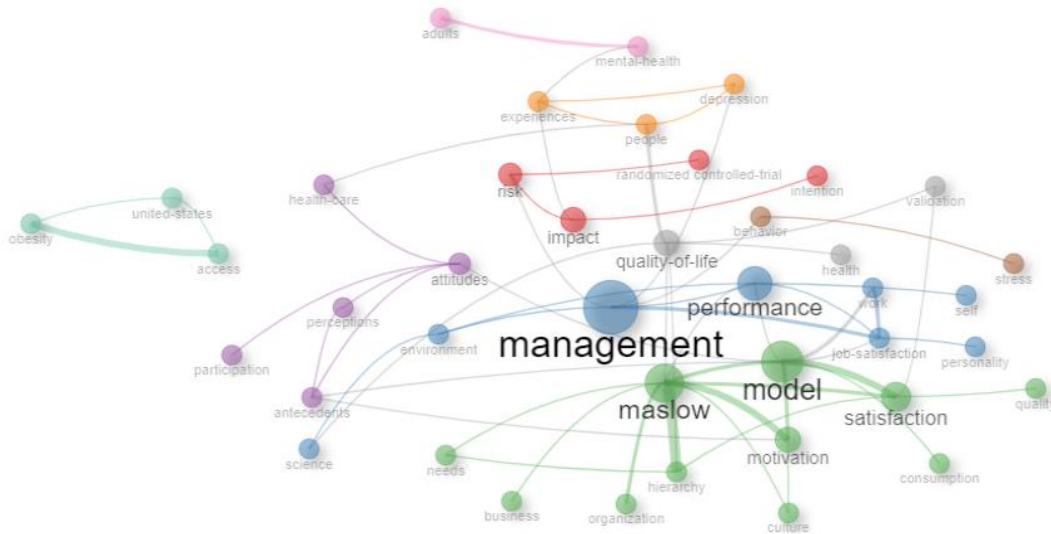 adults
mental-health
depression
experiences
people
randomized controlled-trial
intention
risk
health-care
validation
united-states
behavior
impact
obesity
quality-of-life
health
access
attitudes
stress
work
self
performance
perceptions
management
environment
job-satisfaction
personality
participation
model
antecedents
maslow
satisfaction
quality
science
needs
motivation
hierarchy
consumption
business
organization
culture